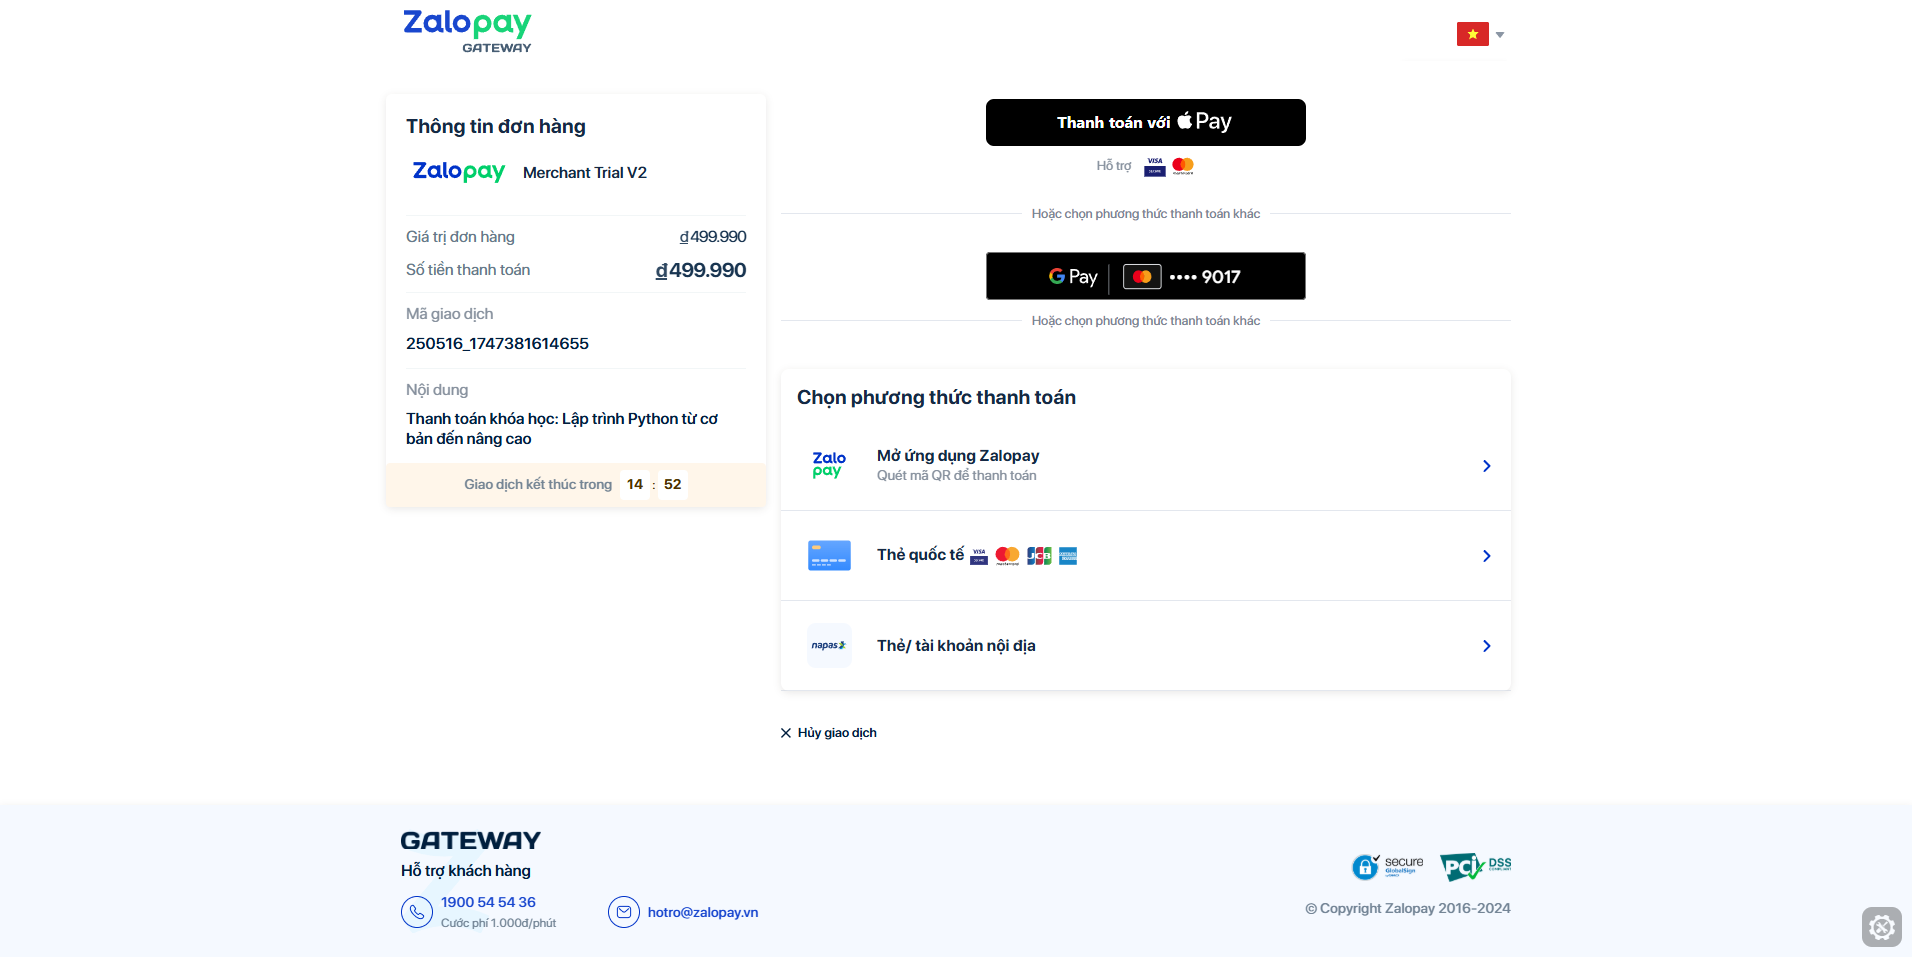 Zalopay
GATEWAY
Thông tin đơn hàng
Zalopay Merchant Trial V2
Giá trị đơn hàng ₫499.990
Số tiền thanh toán ₫499.990
Mã giao dịch
250516_1747381614655
Nội dung
Thanh toán khóa học: Lập trình Python từ cơ
bản đến nâng cao
Giao dịch kết thúc trong 14 : 52
Thanh toán với Pay
Hỗ trợ VISA
Hoặc chọn phương thức thanh toán khác
G Pay •••• 9017
Hoặc chọn phương thức thanh toán khác
Chọn phương thức thanh toán
Zalo
pay
Mở ứng dụng Zalopay
Quét mã QR để thanh toán
Thẻ quốc tế VISA JCB
napas Thẻ/ tài khoản nội địa
Hủy giao dịch
GATEWAY
Hỗ trợ khách hàng
1900 54 54 36
Cước phí 1.000đ/phút
hotro@zalopay.vn
secure
GlobalSign
PCI DSS
COMPLIANT
© Copyright Zalopay 2016-2024